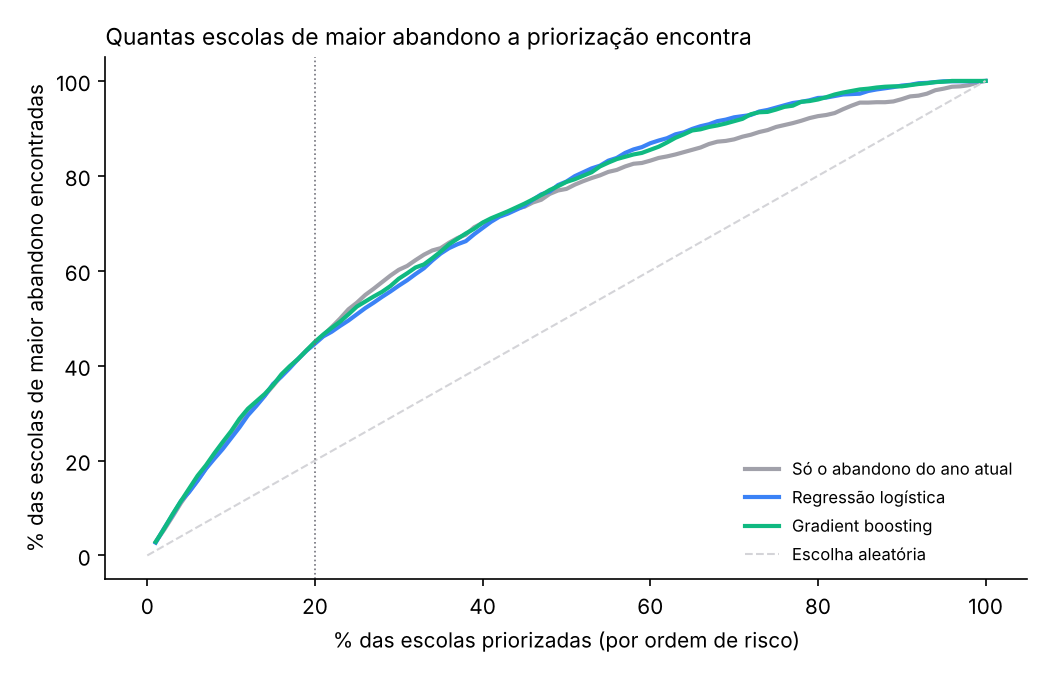 Quantas escolas de maior abandono a priorização encontra
% das escolas de maior abandono encontradas
100
80
60
40
20
0
Só o abandono do ano atual
Regressão logística
Gradient boosting
Escolha aleatória
0 20 40 60 80 100
% das escolas priorizadas (por ordem de risco)